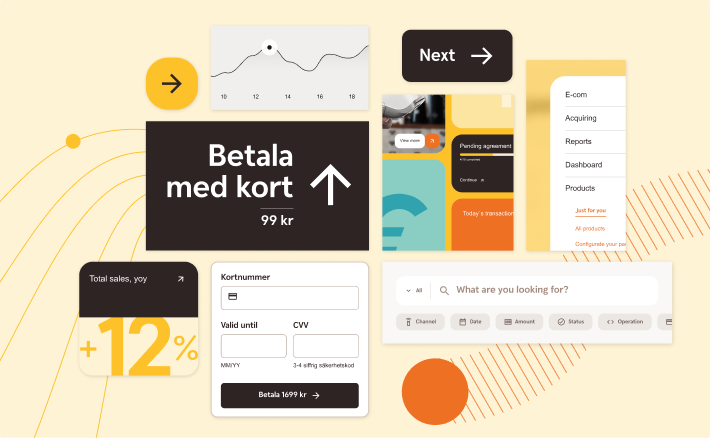 10 12 14 16 18
Next
Betala
med kort
99 kr
View more
Pending agreement
Continue
Today's transaction
€
E-com
Acquiring
Reports
Dashboard
Products
Just for you
All products
Configurate your pa
Total sales, yoy
+12%
Kortnummer
Valid until CVV
MM/YY 3-4 siffrig säkerhetskod
Betala 1699 kr
All What are you looking for?
Channel Date Amount Status Operation